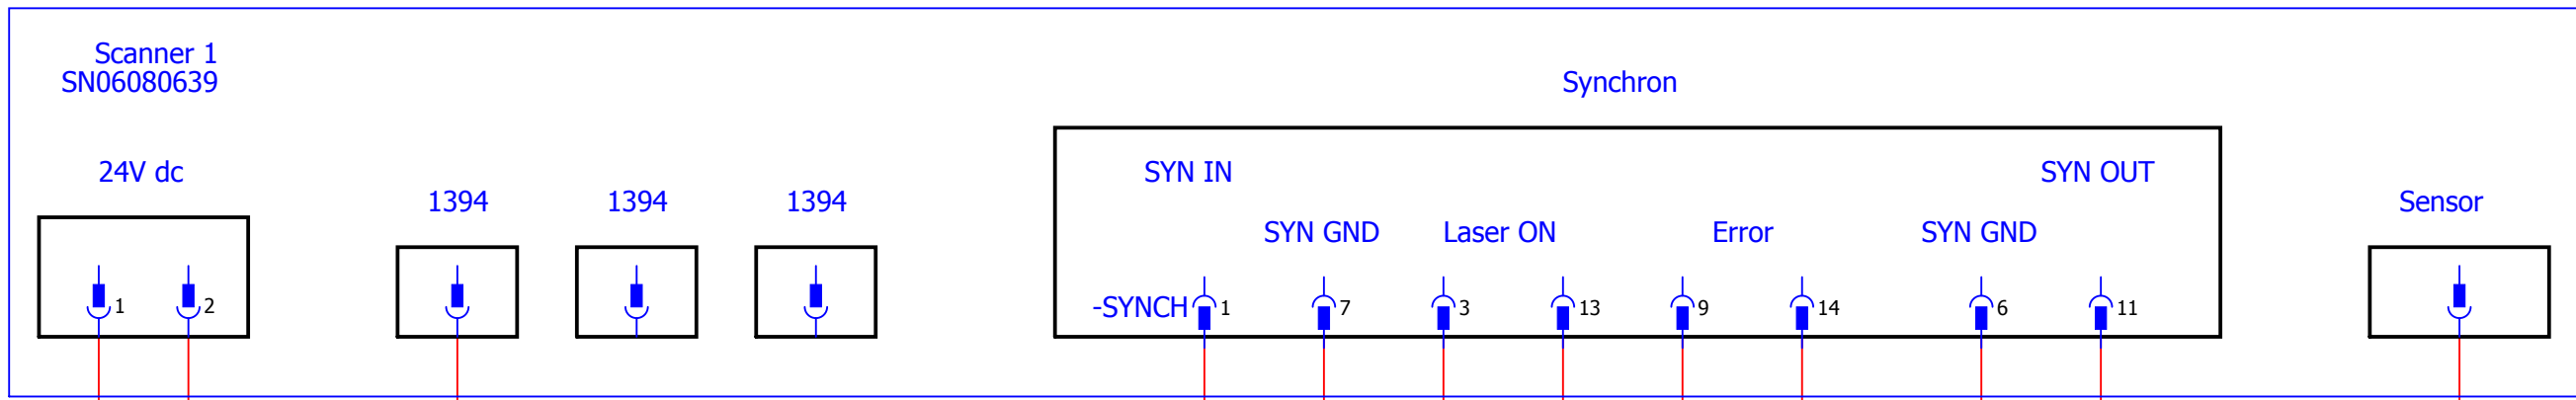 Scanner 1
SN06080639
Synchron
24V dc
SYN IN
SYN OUT
1394
1394
1394
Sensor
SYN GND
Laser ON
Error
SYN GND
1
2
-SYNCH
1
7
3
13
9
14
6
11